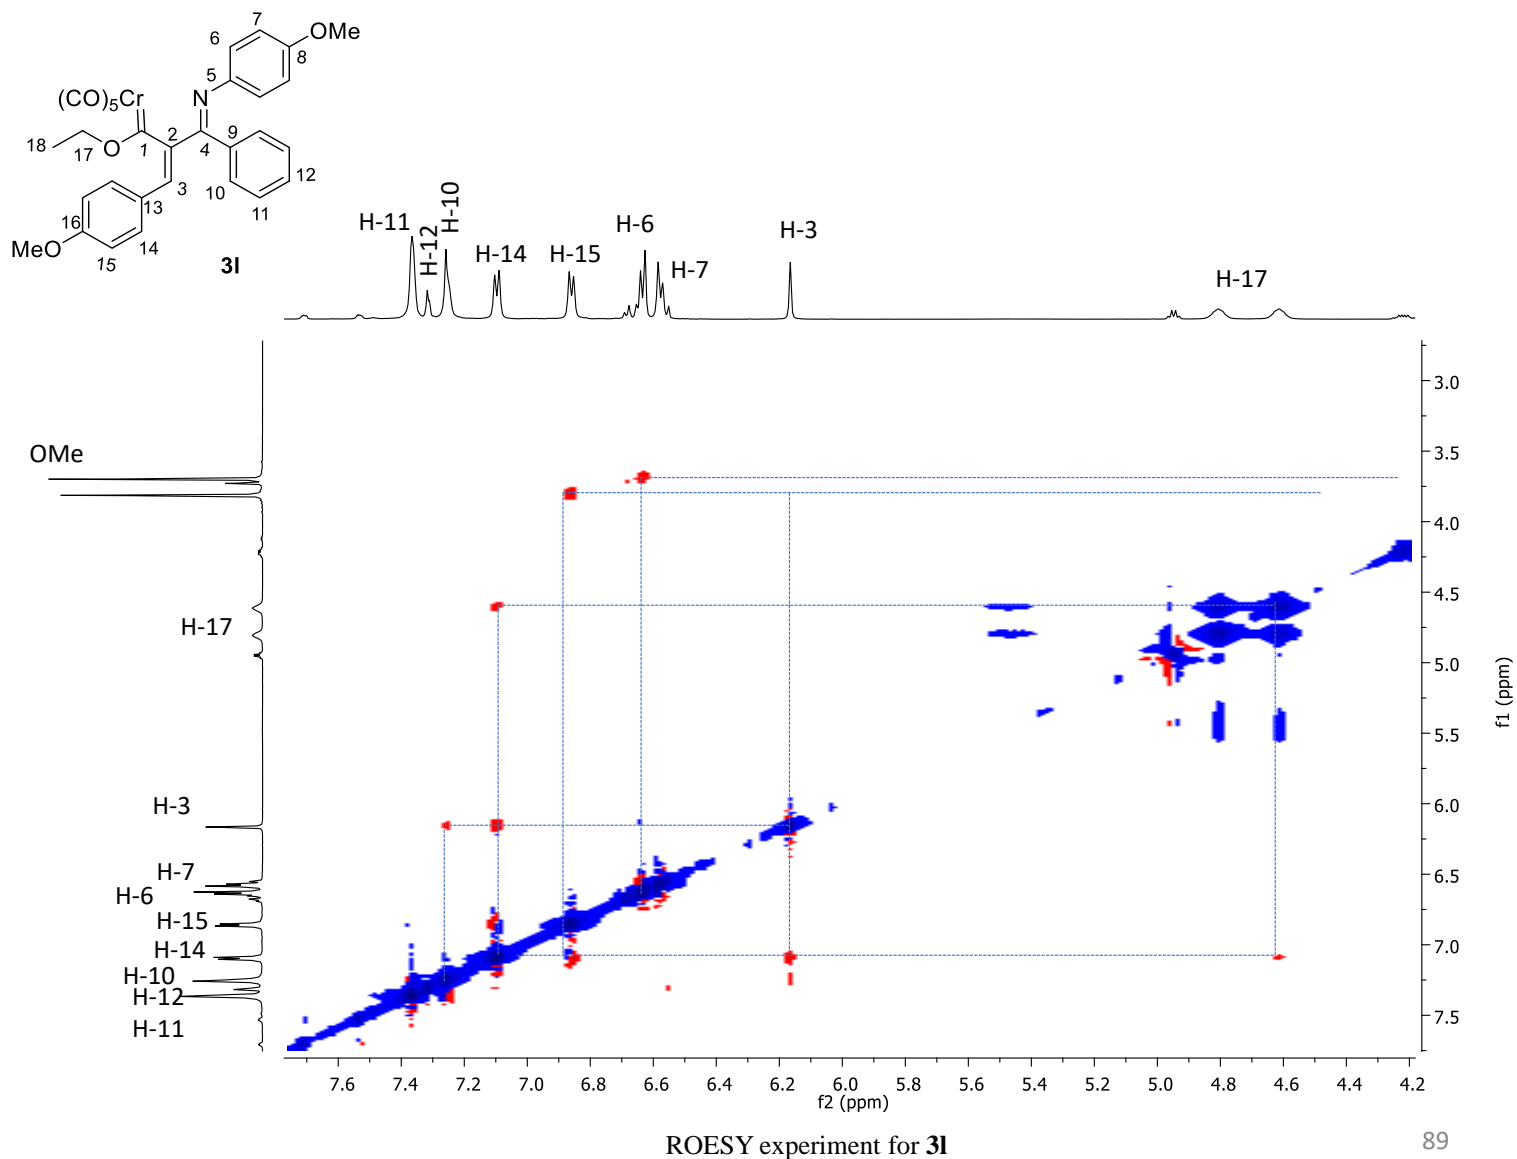 7
OMe
6
8
5
(CO)5Cr
N
2
9
18
17
O
1
4
12
3
10
11
13
16
14
MeO
15
3l
H-11
H-12
H-10
H-14
H-15
H-6
H-7
H-3
H-17
OMe
H-17
H-3
H-7
H-6
H-15
H-14
H-10
H-12
H-11
3.0
3.5
4.0
4.5
5.0
5.5
6.0
6.5
7.0
7.5
f1 (ppm)
7.6 7.4 7.2 7.0 6.8 6.6 6.4 6.2 6.0 5.8 5.6 5.4 5.2 5.0 4.8 4.6 4.4 4.2
f2 (ppm)
ROESY experiment for 3l
89